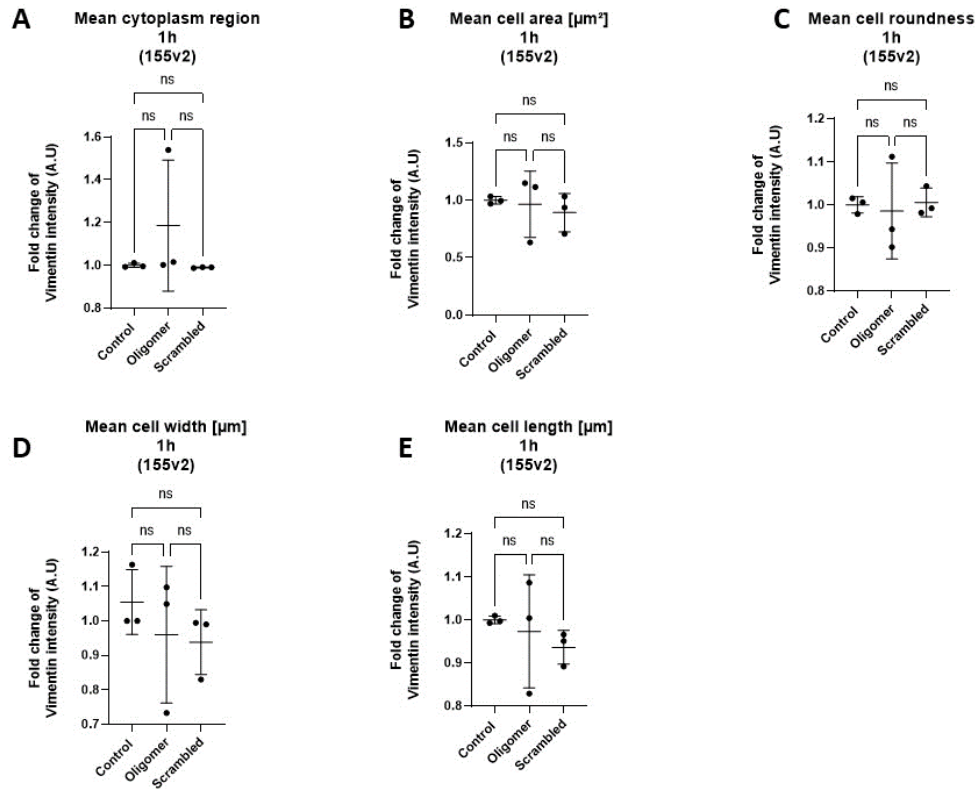 A
Mean cytoplasm region
1h
(155v2)
ns
ns
ns
Fold change of
Vimentin intensity (A.U)
1.6
1.4
1.2
1.0
0.8
Control
Oligomer
Scrambled
B
Mean cell area [µm²]
1h
(155v2)
ns
ns
ns
Fold change of
Vimentin intensity (A.U)
1.5
1.0
0.5
0.0
Control
Oligomer
Scrambled
C
Mean cell roundness
1h
(155v2)
ns
ns
ns
Fold change of
Vimentin intensity (A.U)
1.2
1.1
1.0
0.9
0.8
Control
Oligomer
Scrambled
D
Mean cell width [µm]
1h
(155v2)
ns
ns
ns
Fold change of
Vimentin intensity (A.U)
1.2
1.1
1.0
0.9
0.8
0.7
Control
Oligomer
Scrambled
E
Mean cell length [µm]
1h
(155v2)
ns
ns
ns
Fold change of
Vimentin intensity (A.U)
1.2
1.1
1.0
0.9
0.8
Control
Oligomer
Scrambled